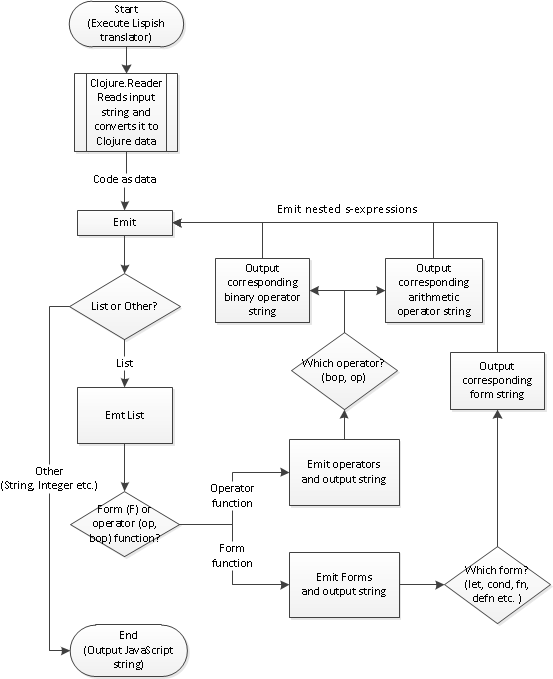 Start
(Execute Lispish
translator)
Clojure.Reader
Reads input
string and
converts it to
Clojure data
Code as data
Emit
Emit nested s-expressions
Output
corresponding
binary operator
string
Output
corresponding
arithmetic
operator string
List or Other?
List
Which operator?
(bop, op)
Output
corresponding
form string
Emt List
Other
(String, Integer etc.)
Emit operators
and output string
Operator
function
Form (F) or
operator (op,
bop) function?
Form
function
Emit Forms
and output string
Which form?
(let, cond, fn,
defn etc. )
End
(Output JavaScript
string)